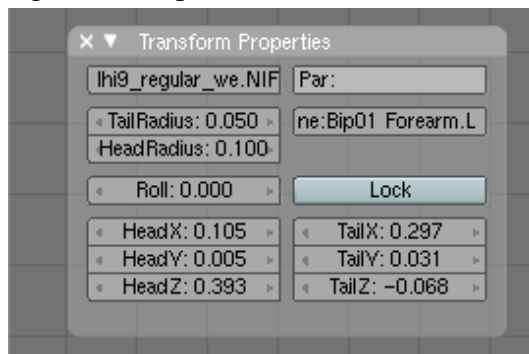 Transform Properties
lhi9_regular_we.NIF Par:
TailRadius: 0.050 ne:Bip01 Forearm.L
HeadRadius: 0.100
Roll: 0.000 Lock
HeadX: 0.105 TailX: 0.297
HeadY: 0.005 TailY: 0.031
HeadZ: 0.393 TailZ: -0.068